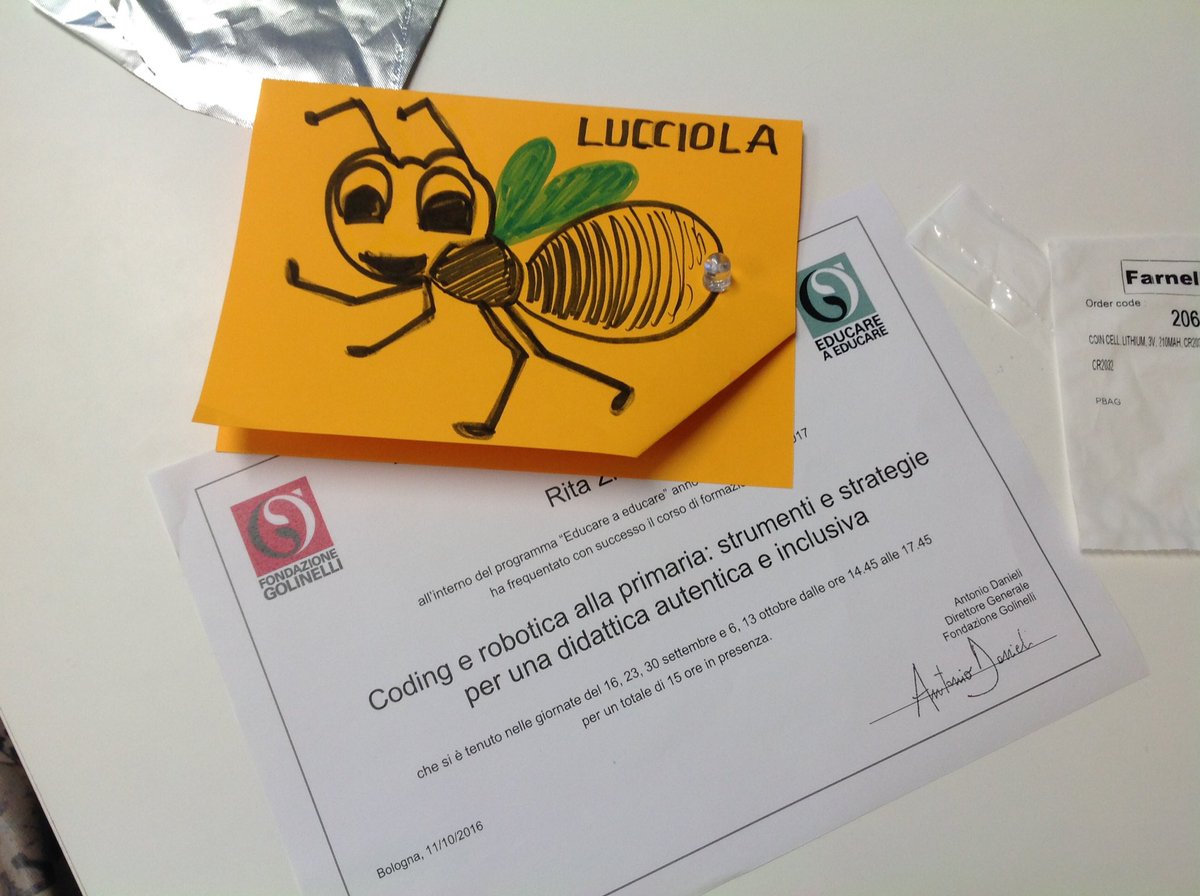 LUCCIOLA
EDUCARE
A EDUCARE
Farnel
Order code :
206
COIN CELL, LITHIUM, 3V, 210MAH, CR203
CR2032
PBAG
FONDAZIONE
GOLINELLI
2017
Rita
all'interno del programma “Educare a educare” anno
ha frequentato con successo il corso di
Coding e robotica alla primaria: strumenti e strategie
per una didattica autentica e inclusiva
che si è tenuto nelle giornate del 16, 23, 30 settembre e 6, 13 ottobre dalle ore 14.45 alle 17.45
per un totale di 15 ore in presenza.
Antonio Danieli
Direttore Generale
Fondazione Golinelli
Antonio Danieli
Bologna, 11/10/2016